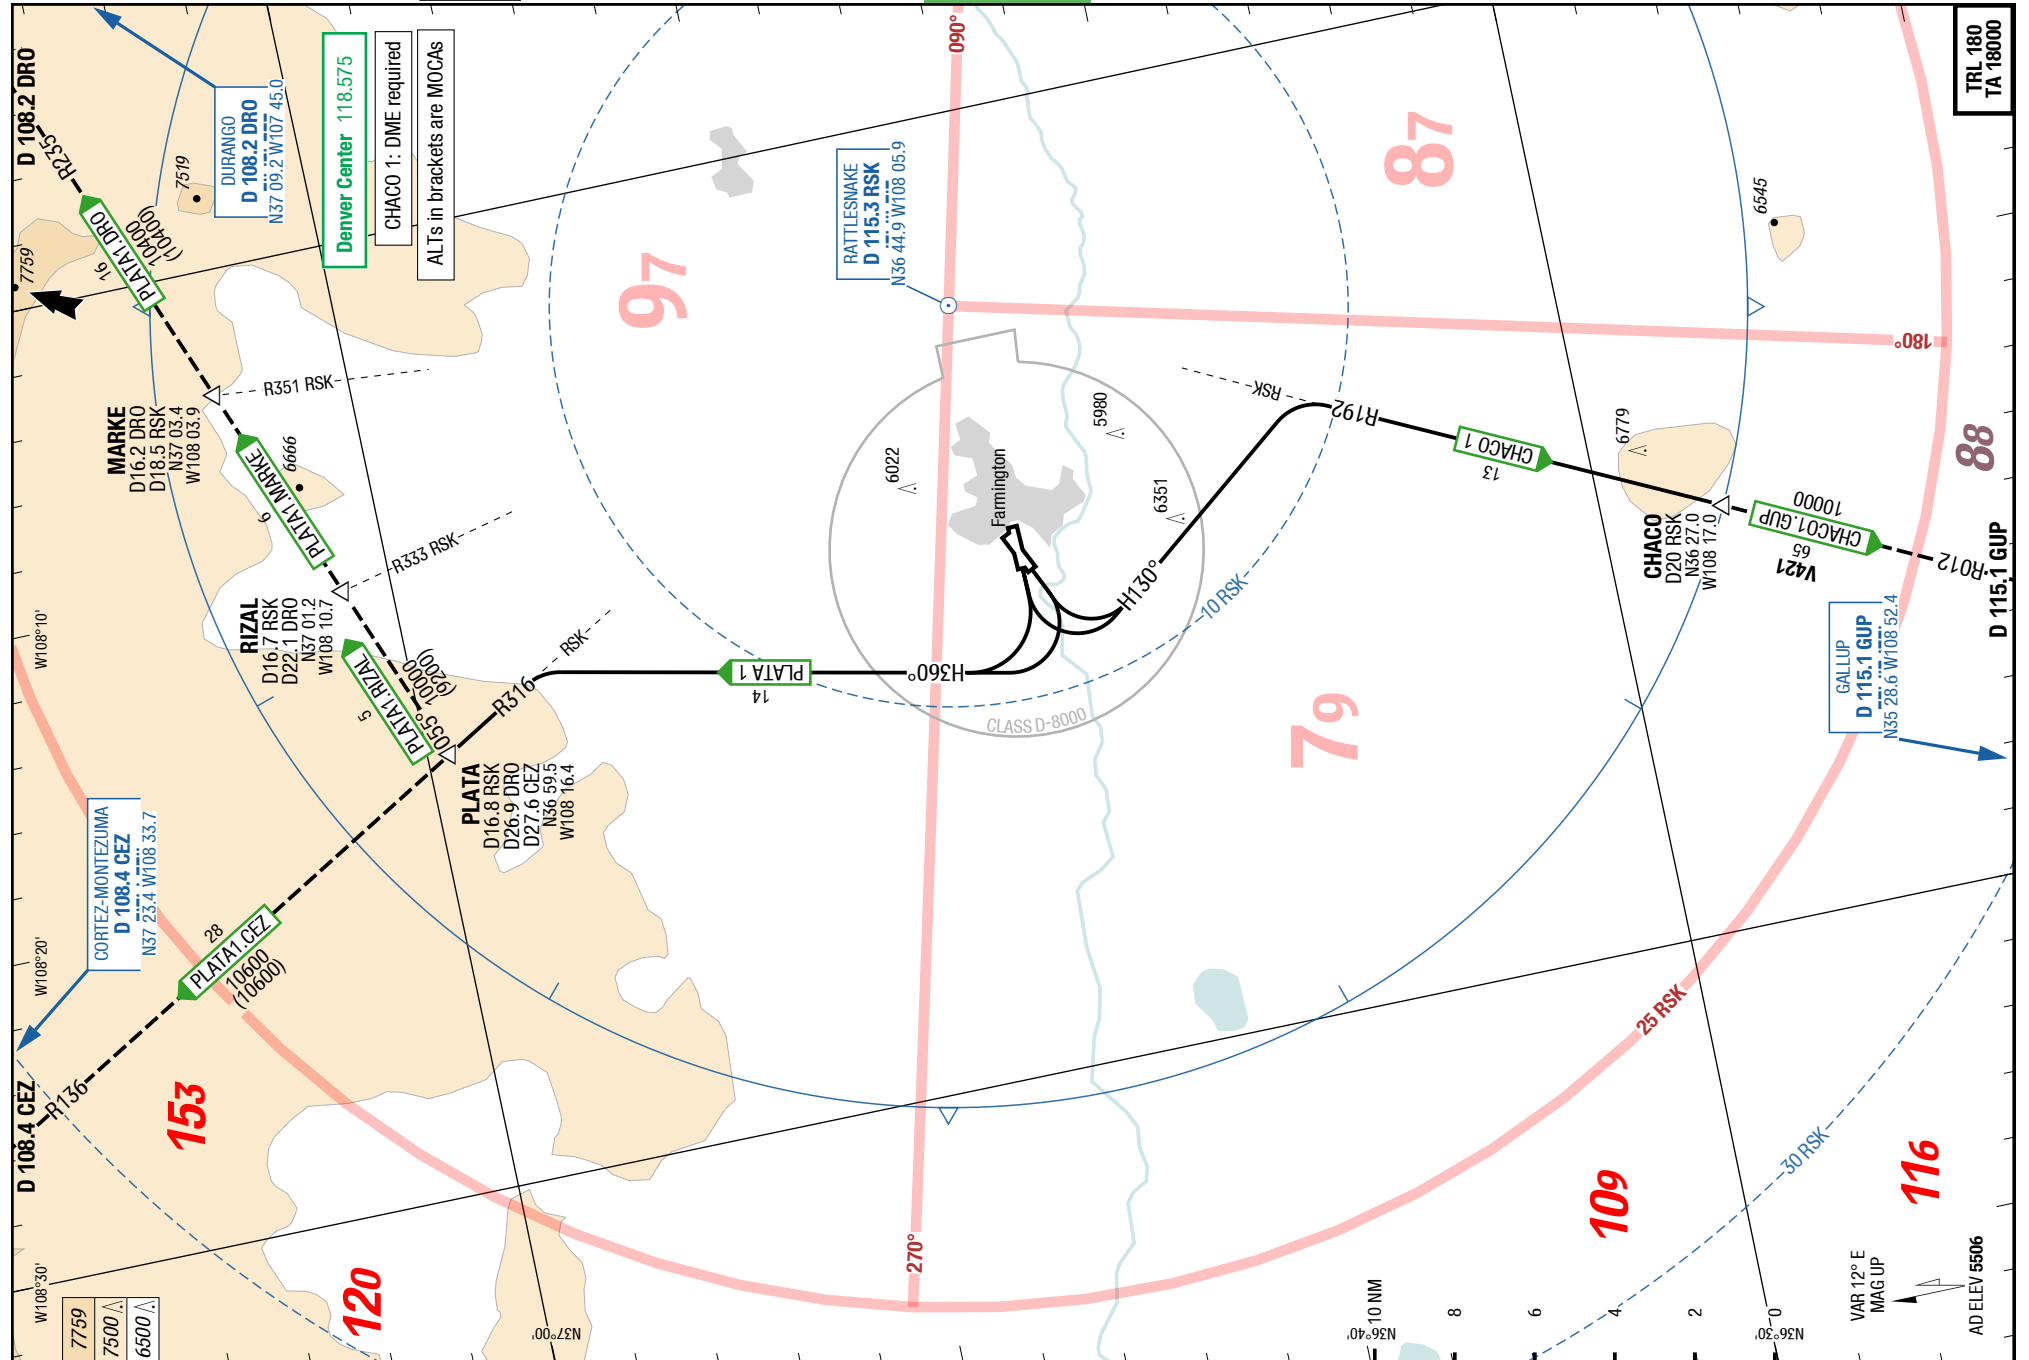 D 108.2 DRO
R235
7759
7519
DURANGO
D 108.2 DRO
N37 09.2 W107 45.0
Denver Center 118.575
CHACO 1: DME required
ALTs in brackets are MOCAs
090°
TRL 180
TA 18000
PLATA1.DRO
16
10400
(10400)
97
87
RATTLESNAKE
D 115.3 RSK
N36 44.9 W108 05.9
6545
180°
MARKE
D16.2 DRO
D18.5 RSK
N37 03.4
W108 03.9
R351 RSK
PLATA1.MARKE
6
6666
R333 RSK
6022
Farmington
5980
6351
RSK
R192
CHACO 1
13
6779
88
CHACO
D20 RSK
N36 27.0
W108 17.0
CHACO1.GUP
10000
65
V421
R012
D 115.1 GUP
RIZAL
D16.7 RSK
D22.1 DRO
N37 01.2
W108 10.7
PLATA1.RIZAL
5
10000
(9200)
055°
RSK
R316
PLATA 1
14
H360°
H130°
10 RSK
CLASS D-8000
79
GALLUP
D 115.1 GUP
N35 28.6 W108 52.4
W108°10'
PLATA
D16.8 RSK
D26.9 DRO
D27.6 CEZ
N36 59.5
W108 16.4
CORTEZ-MONTEZUMA
D 108.4 CEZ
N37 23.4 W108 33.7
W108°20'
PLATA1.CEZ
28
10600
(10600)
D 108.4 CEZ
R136
153
25 RSK
30 RSK
109
116
270°
120
W108°30'
7759
7500
6500
N37°00'
10 NM
8
6
4
2
0
N36°40'
N36°30'
VAR 12° E
MAG UP
AD ELEV 5506